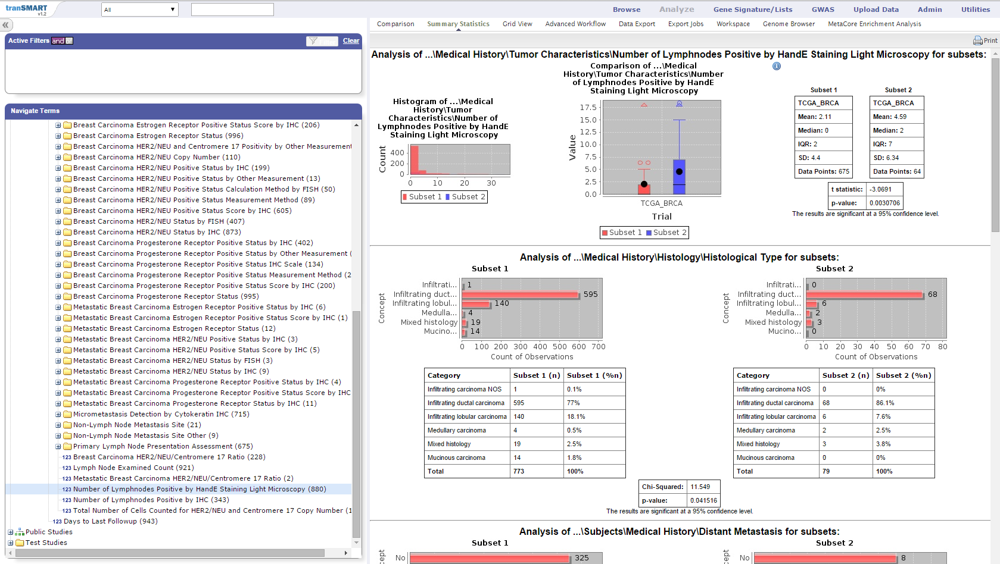 tranSMART
v1.2
All
Browse Analyze Gene Signature/Lists GWAS Upload Data Admin Utilities
Comparison Summary Statistics Grid View Advanced Workflow Data Export Export Jobs Workspace Genome Browser MetaCore Enrichment Analysis
Active Filters and or Clear
Print
Navigate Terms
Breast Carcinoma Estrogen Receptor Positive Status Score by IHC (206)
Breast Carcinoma Estrogen Receptor Status (996)
Breast Carcinoma HER2/NEU and Centromere 17 Positivity by Other Measurement
Breast Carcinoma HER2/NEU Copy Number (110)
Breast Carcinoma HER2/NEU Positive Status by IHC (199)
Breast Carcinoma HER2/NEU Positive Status by Other Measurement (13)
Breast Carcinoma HER2/NEU Positive Status Calculation Method by FISH (50)
Breast Carcinoma HER2/NEU Positive Status Measurement Method (89)
Breast Carcinoma HER2/NEU Positive Status Score by IHC (605)
Breast Carcinoma HER2/NEU Status by FISH (407)
Breast Carcinoma HER2/NEU Status by IHC (873)
Breast Carcinoma Progesterone Receptor Positive Status by IHC (402)
Breast Carcinoma Progesterone Receptor Positive Status by Other Measurement (
Breast Carcinoma Progesterone Receptor Positive Status IHC Scale (134)
Breast Carcinoma Progesterone Receptor Positive Status Measurement Method (2
Breast Carcinoma Progesterone Receptor Positive Status Score by IHC (200)
Breast Carcinoma Progesterone Receptor Status (995)
Metastatic Breast Carcinoma Estrogen Receptor Positive Status by IHC (6)
Metastatic Breast Carcinoma Estrogen Receptor Positive Status Score by IHC (1)
Metastatic Breast Carcinoma Estrogen Receptor Status (12)
Metastatic Breast Carcinoma HER2/NEU Positive Status by IHC (3)
Metastatic Breast Carcinoma HER2/NEU Positive Status Score by IHC (5)
Metastatic Breast Carcinoma HER2/NEU Status by FISH (3)
Metastatic Breast Carcinoma HER2/NEU Status by IHC (9)
Metastatic Breast Carcinoma Progesterone Receptor Positive Status by IHC (4)
Metastatic Breast Carcinoma Progesterone Receptor Positive Status Score by IHC
Metastatic Breast Carcinoma Progesterone Receptor Status by IHC (11)
Micrometastasis Detection by Cytokeratin IHC (715)
Non-Lymph Node Metastasis Site (21)
Non-Lymph Node Metastasis Site Other (9)
Primary Lymph Node Presentation Assessment (675)
123 Breast Carcinoma HER2/NEU/Centromere 17 Ratio (228)
123 Lymph Node Examined Count (921)
123 Metastatic Breast Carcinoma HER2/NEU/Centromere 17 Ratio (2)
123 Number of Lymphnodes Positive by HandE Staining Light Microscopy (880)
123 Number of Lymphnodes Positive by IHC (343)
123 Total Number of Cells Counted for HER2/NEU and Centromere 17 Copy Number (1
123 Days to Last Followup (943)
Public Studies
Test Studies
Analysis of ...\Medical History\Tumor Characteristics\Number of Lymphnodes Positive by HandE Staining Light Microscopy for subsets:
Histogram of ...\Medical
History\Tumor
Characteristics\Number of
Lymphnodes Positive by HandE
Staining Light Microscopy
Count
400
200
0
0 10 20 30
Subset 1 Subset 2
Comparison of ...\Medical
History\Tumor Characteristics\Number
of Lymphnodes Positive by HandE
Staining Light Microscopy
Value
17.5
15.0
12.5
10.0
7.5
5.0
2.5
0.0
TCGA_BRCA
Trial
Subset 1 Subset 2
Subset 1 Subset 2
TCGA_BRCA TCGA_BRCA
Mean: 2.11 Mean: 4.59
Median: 0 Median: 2
IQR: 2 IQR: 7
SD: 4.4 SD: 6.34
Data Points: 675 Data Points: 64
t statistic: -3.0691
p-value: 0.0030706
The results are significant at a 95% confidence level.
Analysis of ...\Medical History\Histology\Histological Type for subsets:
Subset 1
Concept
Infiltrati... 1
Infiltrating duct... 595
Infiltrating lobul... 140
Medulla... 4
Mixed histology 19
Mucino... 14
0 100 200 300 400 500 600 700
Count of Observations
Subset 2
Concept
Infiltrati... 0
Infiltrating duct... 68
Infiltrating lobul... 6
Medulla... 2
Mixed histology 3
Mucino... 0
0 10 20 30 40 50 60 70 80
Count of Observations
Category Subset 1 (n) Subset 1 (%n)
Infiltrating carcinoma NOS 1 0.1%
Infiltrating ductal carcinoma 595 77%
Infiltrating lobular carcinoma 140 18.1%
Medullary carcinoma 4 0.5%
Mixed histology 19 2.5%
Mucinous carcinoma 14 1.8%
Total 773 100%
Category Subset 2 (n) Subset 2 (%n)
Infiltrating carcinoma NOS 0 0%
Infiltrating ductal carcinoma 68 86.1%
Infiltrating lobular carcinoma 6 7.6%
Medullary carcinoma 2 2.5%
Mixed histology 3 3.8%
Mucinous carcinoma 0 0%
Total 79 100%
Chi-Squared: 11.549
p-value: 0.041516
The results are significant at a 95% confidence level.
Analysis of ...\Subjects\Medical History\Distant Metastasis for subsets:
Subset 1
No 325
Subset 2
No 8